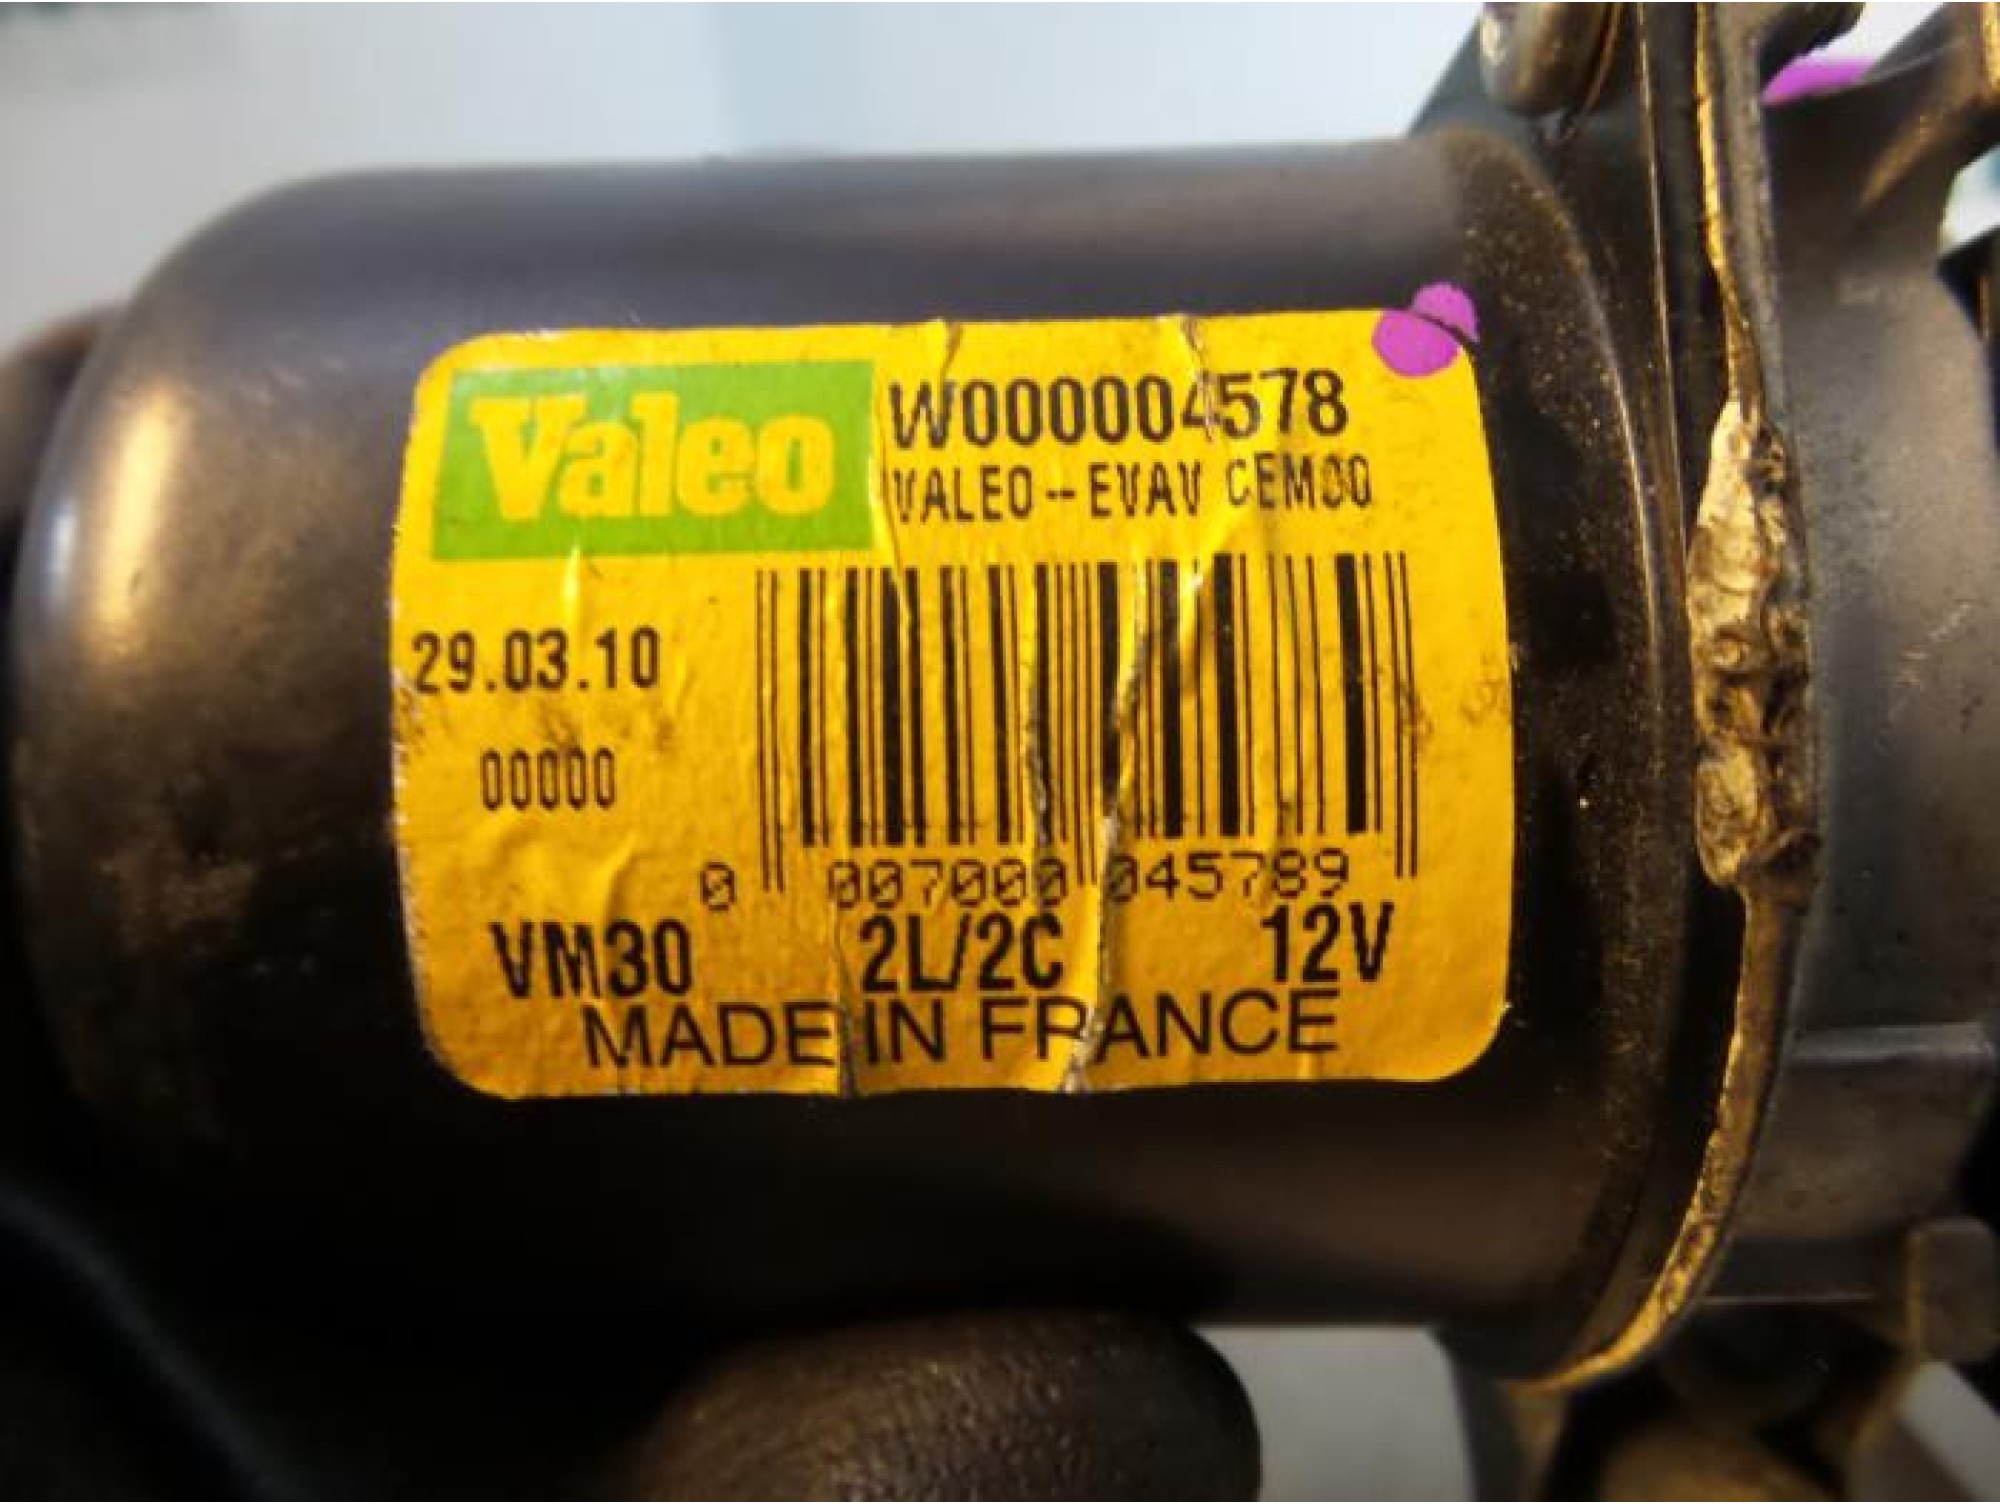 Valeo
W000004578
VALEO--EVAV CEM00
29.03.10
00000
0 007000 045789
VM30 2L/2C 12V
MADE IN FRANCE